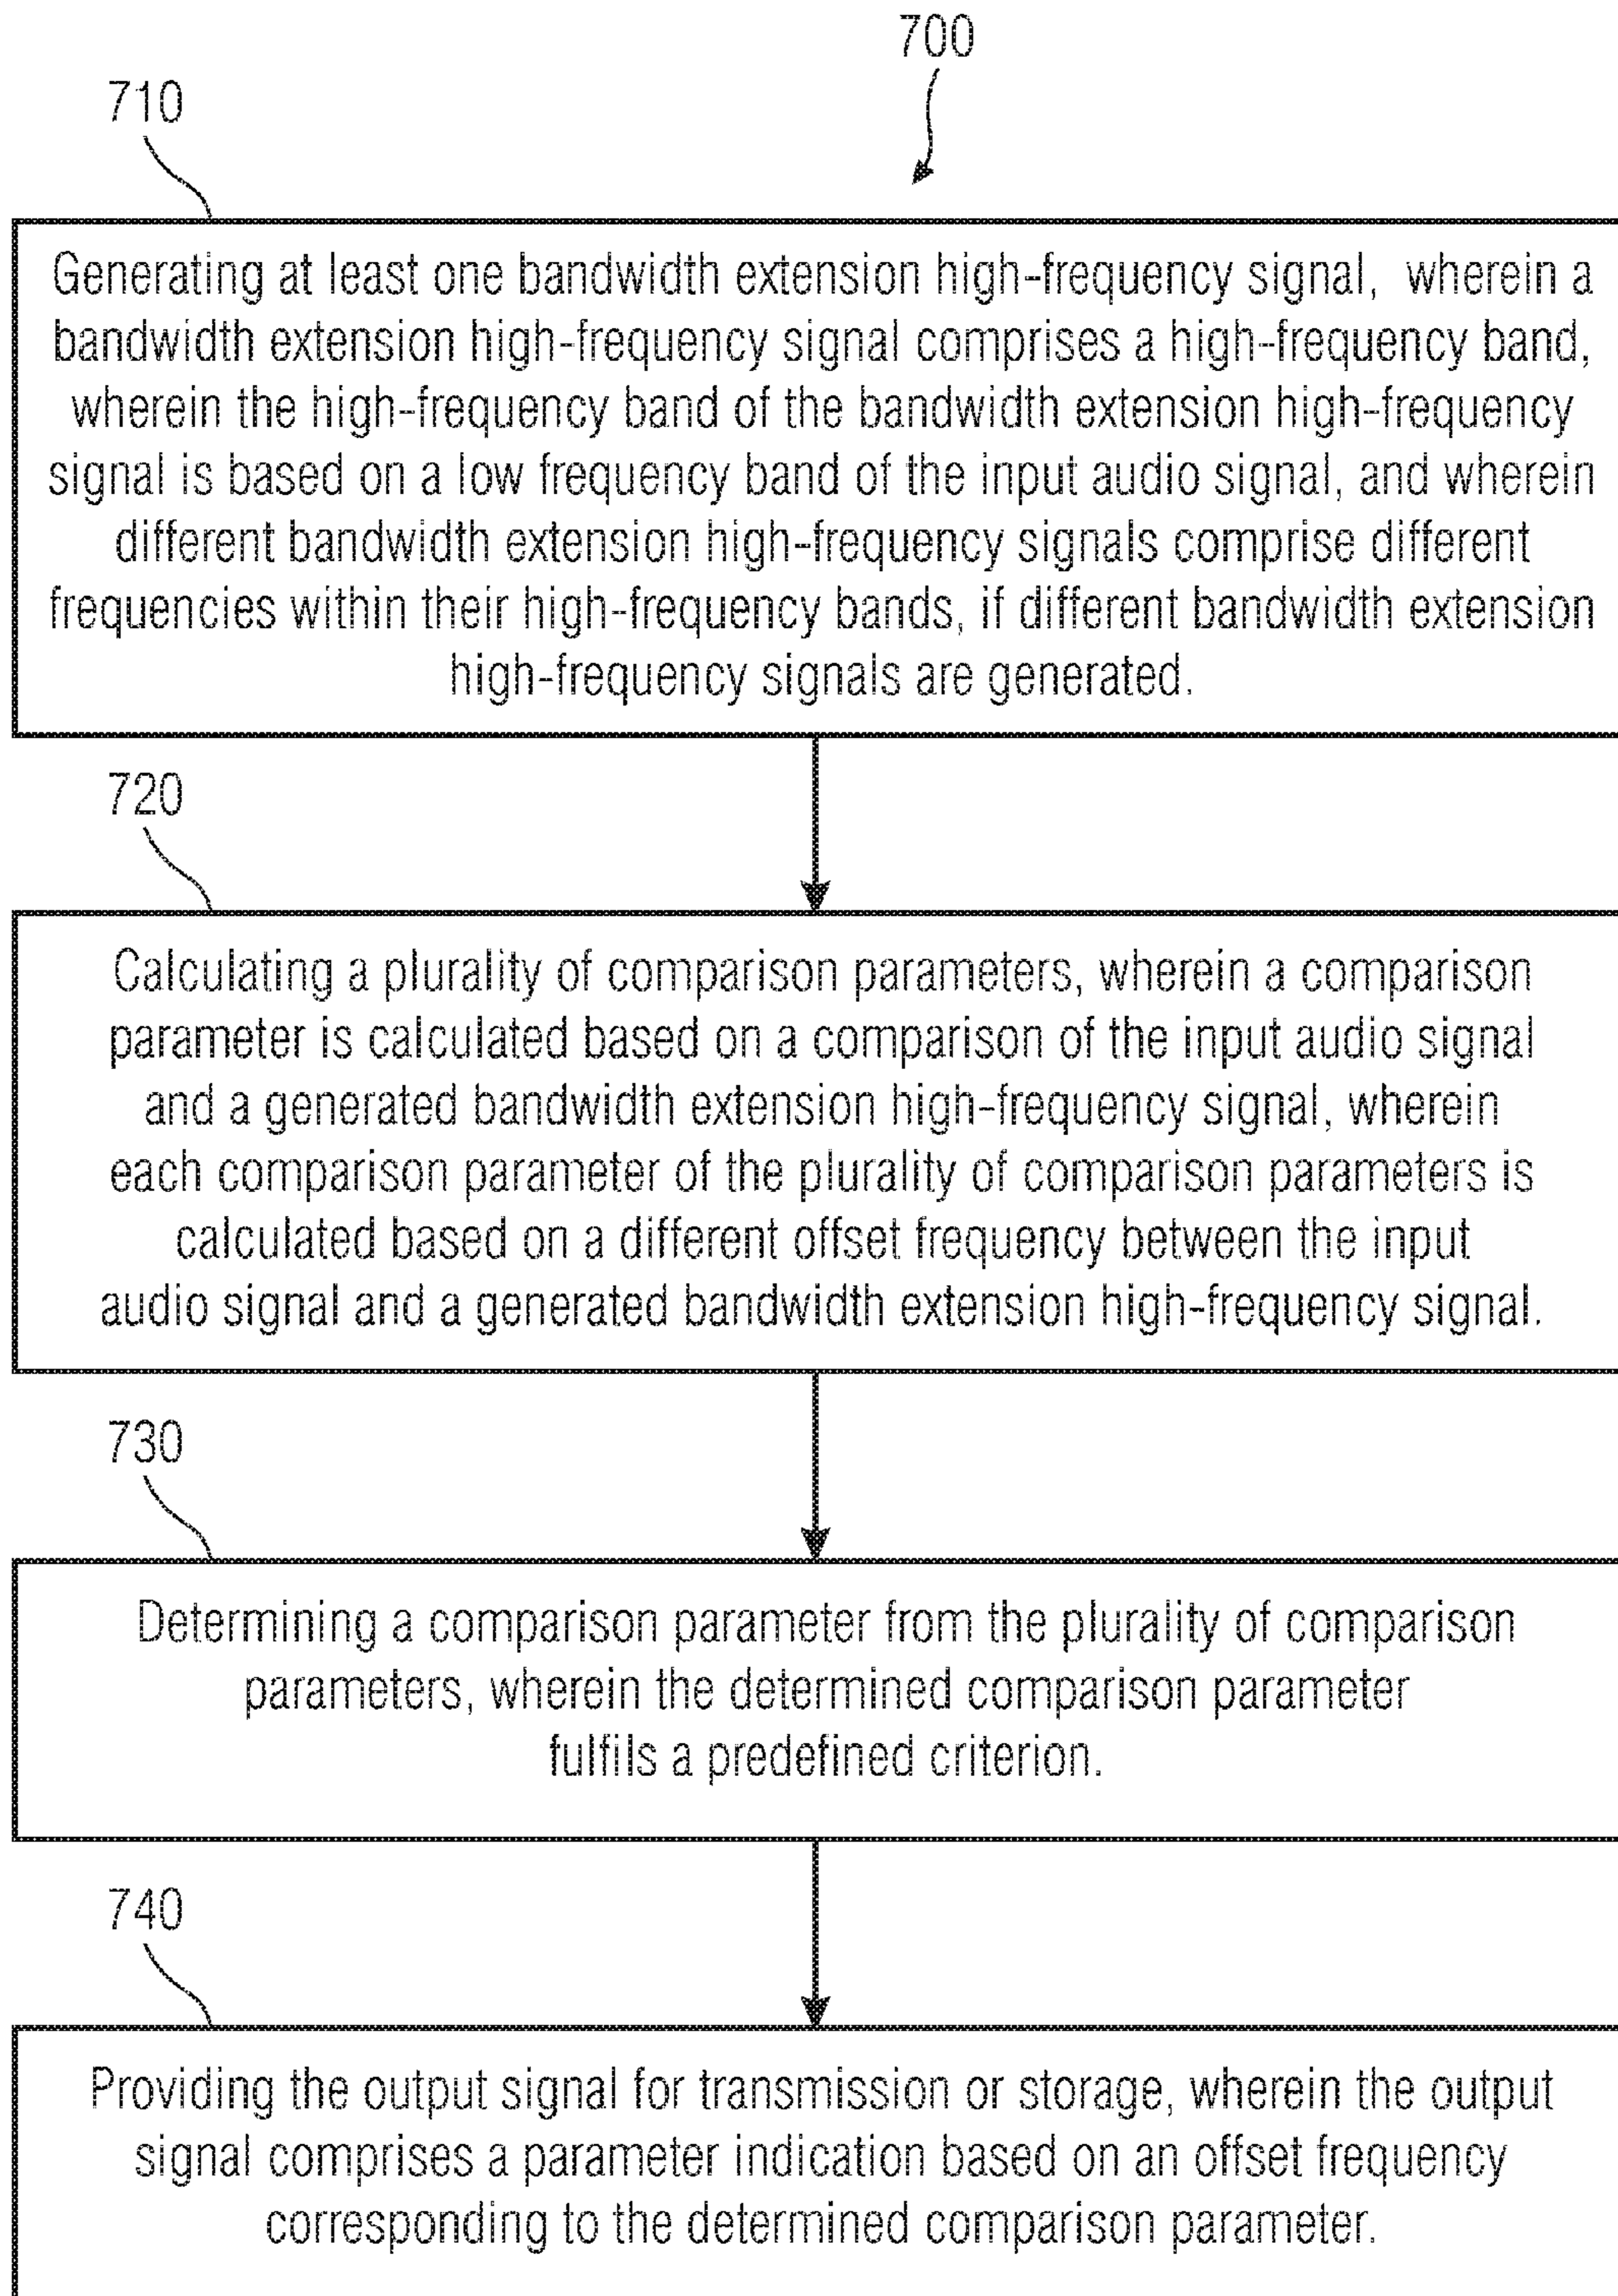 700
710
Generating at least one bandwidth extension high-frequency signal, wherein a
bandwidth extension high-frequency signal comprises a high-frequency band,
wherein the high-frequency band of the bandwidth extension high-frequency
signal is based on a low frequency band of the input audio signal, and wherein
different bandwidth extension high-frequency signals comprise different
frequencies within their high-frequency bands, if different bandwidth extension
high-frequency signals are generated.
720
Calculating a plurality of comparison parameters, wherein a comparison
parameter is calculated based on a comparison of the input audio signal
and a generated bandwidth extension high-frequency signal, wherein
each comparison parameter of the plurality of comparison parameters is
calculated based on a different offset frequency between the input
audio signal and a generated bandwidth extension high-frequency signal.
730
Determining a comparison parameter from the plurality of comparison
parameters, wherein the determined comparison parameter
fulfils a predefined criterion.
740
Providing the output signal for transmission or storage, wherein the output
signal comprises a parameter indication based on an offset frequency
corresponding to the determined comparison parameter.